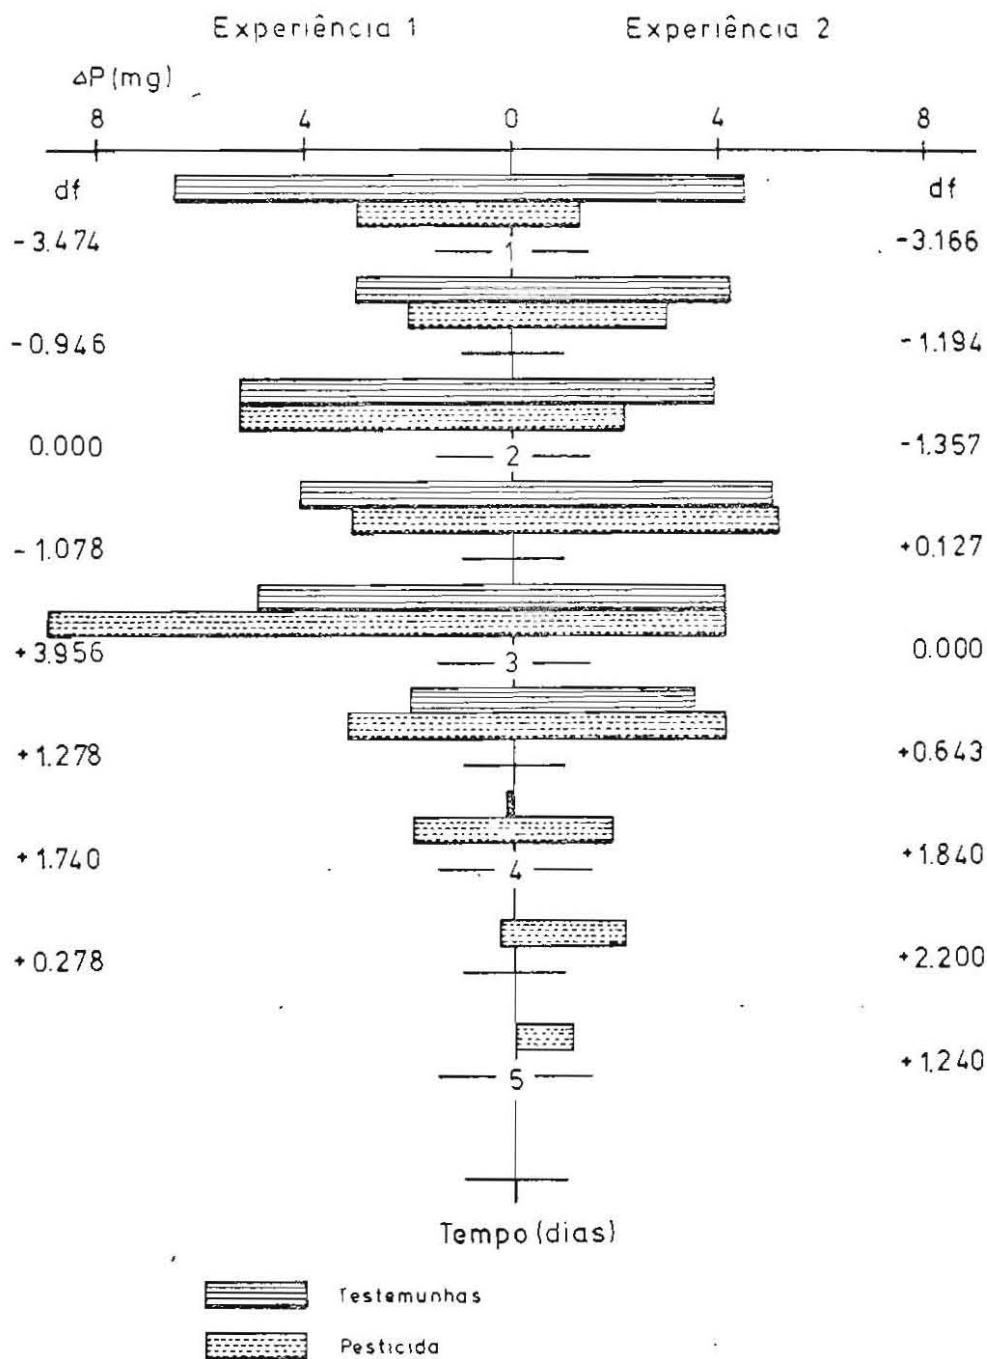 Experiência 1 Experiência 2
ΔP (mg)
8 4 0 4 8
df df
-3.474 1 -3.166
-0.946 -1.194
0.000 2 -1.357
-1.078 +0.127
+3.956 3 0.000
+1.278 +0.643
+1.740 4 +1.840
+0.278 +2.200
5 +1.240
Tempo (dias)
Testemunhas
Pesticida